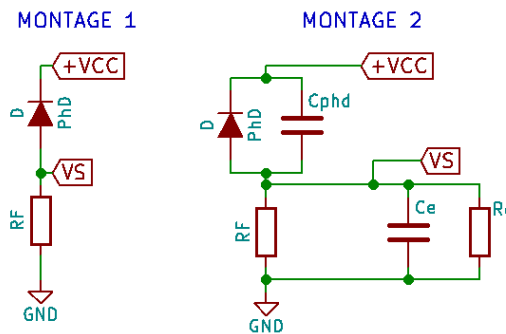 MONTAGE 1
+VCC
D
PhD
VS
RF
GND
MONTAGE 2
+VCC
Cphd
D
PhD
VS
RF
Ce
GND